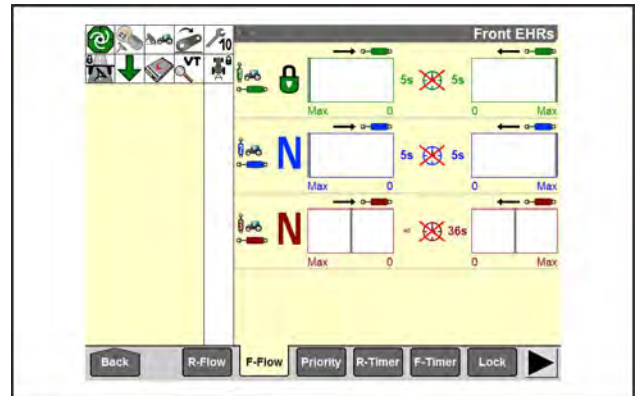 Front EHRs
10
VT
5s 5s
Max 0 0 Max
N
5s 5s
Max 0 0 Max
N
36s
Max 0 0 Max
Back R-Flow F-Flow Priority R-Timer F-Timer Lock